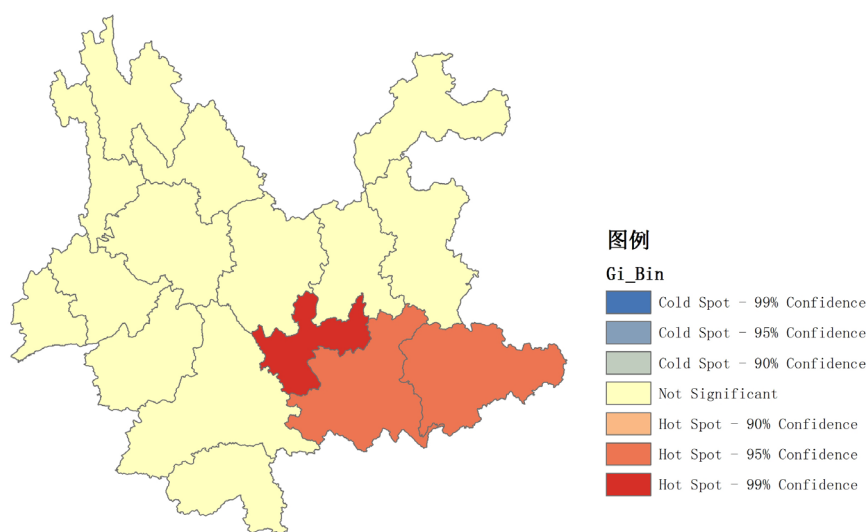 图例
Gi_Bin
Cold Spot - 99% Confidence
Cold Spot - 95% Confidence
Cold Spot - 90% Confidence
Not Significant
Hot Spot - 90% Confidence
Hot Spot - 95% Confidence
Hot Spot - 99% Confidence